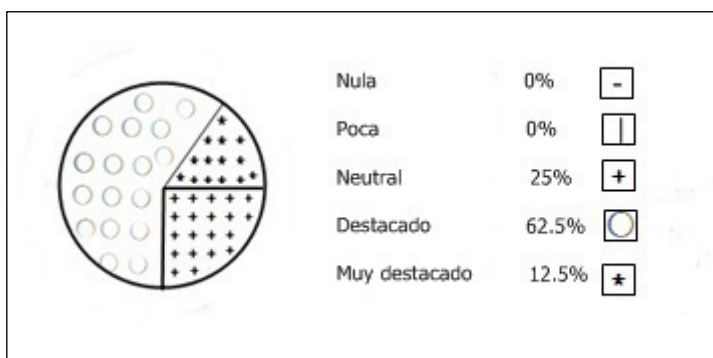 Nula 0% -
Poca 0% |
Neutral 25% +
Destacado 62.5%
Muy destacado 12.5% *